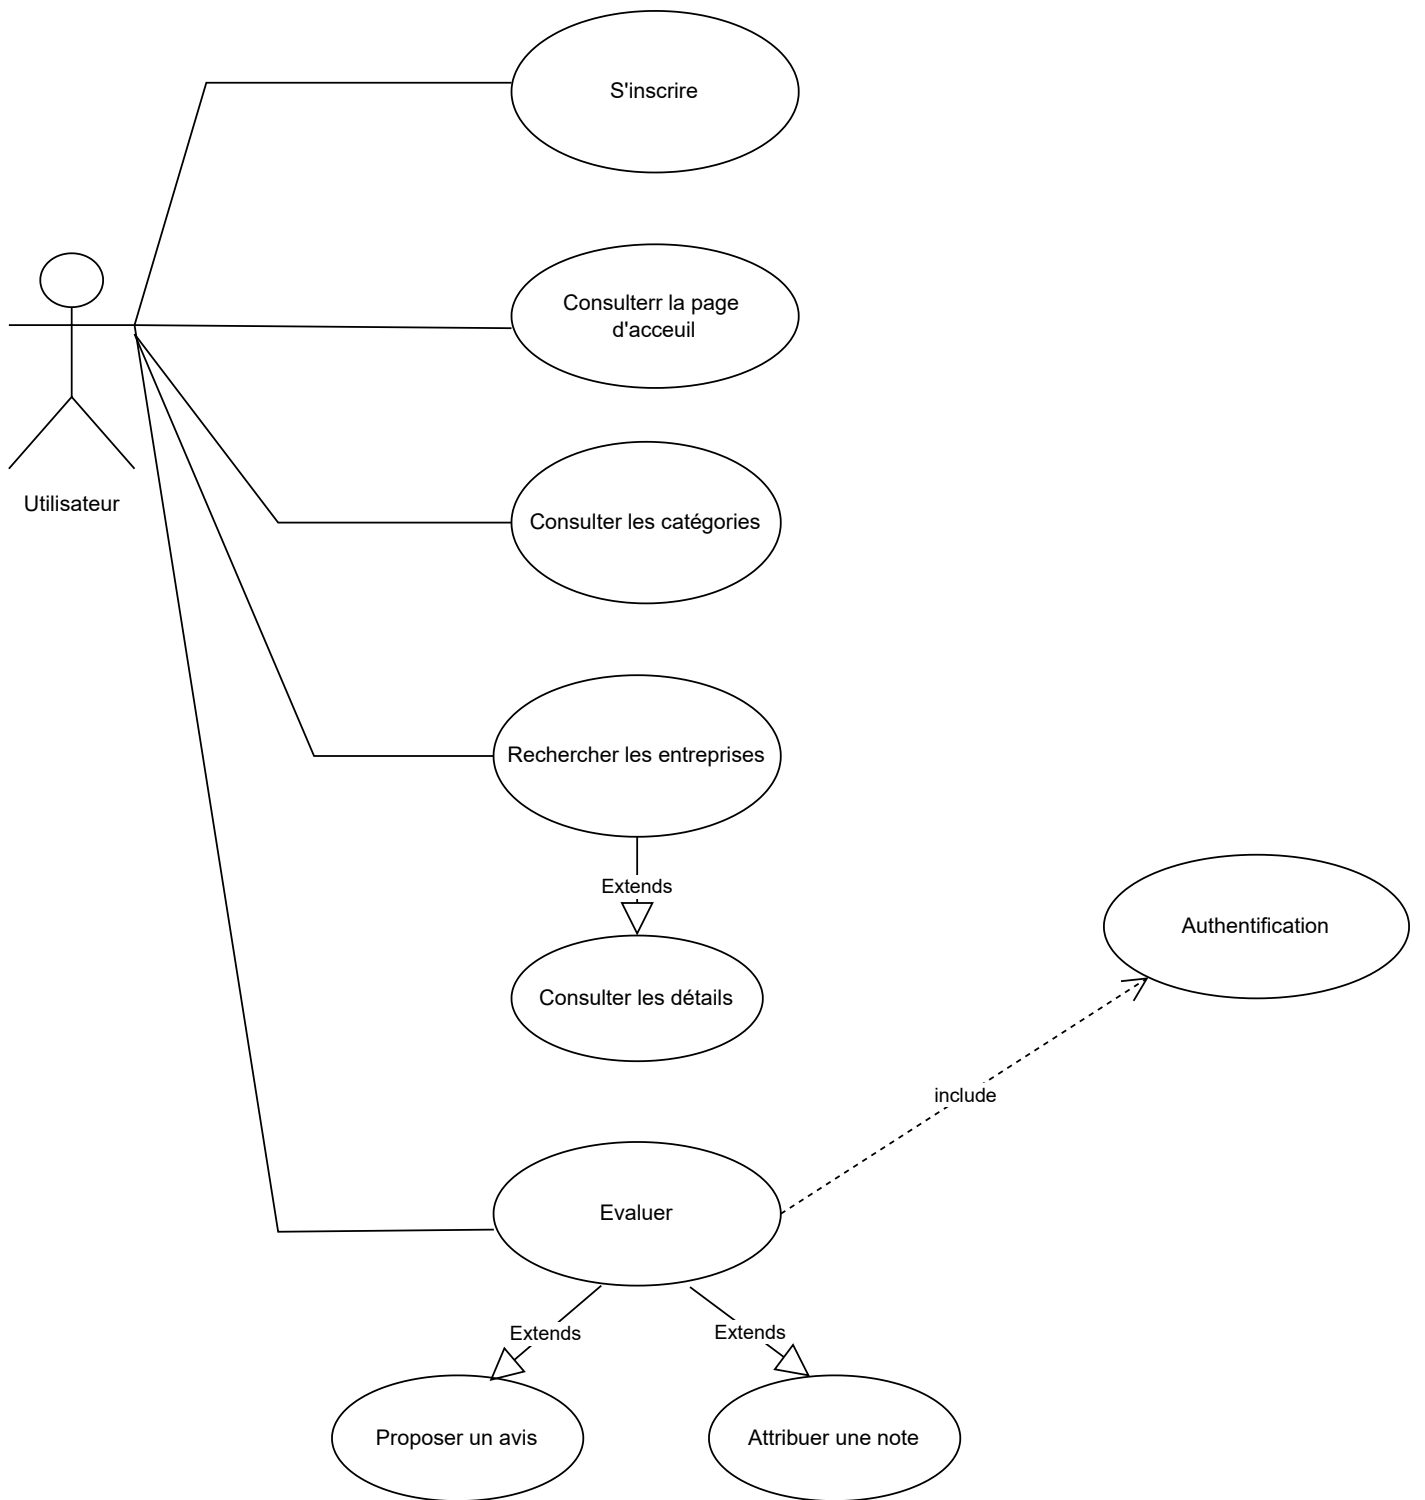 S'inscrire
Consulterr la page
d'acceuil
Utilisateur
Consulter les catégories
Rechercher les entreprises
Extends
Authentification
Consulter les détails
include
Evaluer
Extends
Extends
Proposer un avis
Attribuer une note